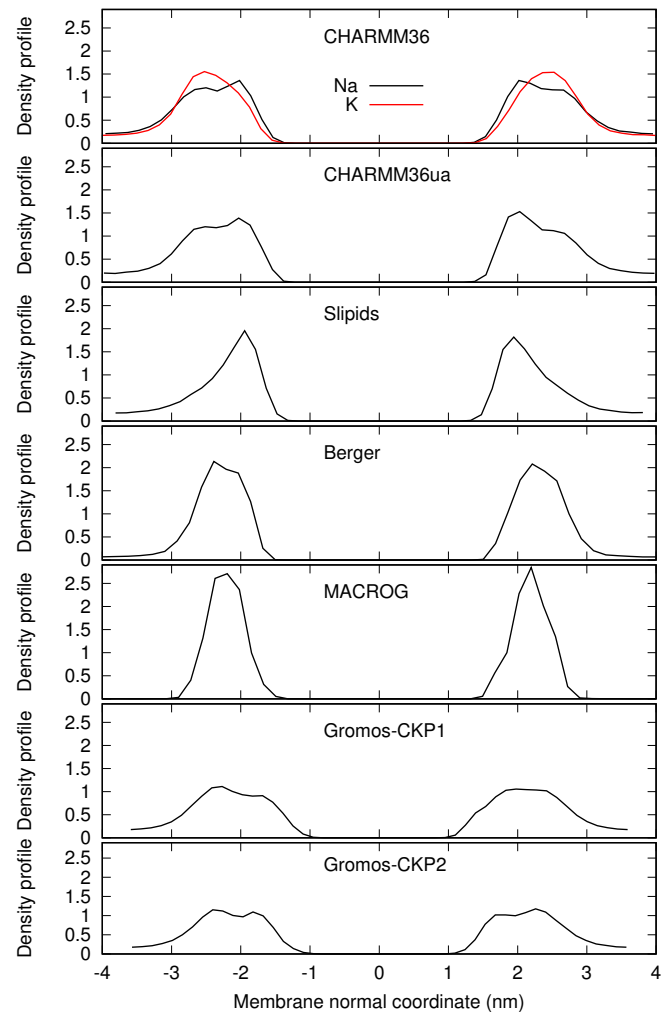 CHARMM36
Na
K
Density profile
0
0.5
1
1.5
2
2.5
CHARMM36ua
Density profile
0
0.5
1
1.5
2
2.5
Slipids
Density profile
0
0.5
1
1.5
2
2.5
Berger
Density profile
0
0.5
1
1.5
2
2.5
MACROG
Density profile
0
0.5
1
1.5
2
2.5
Gromos-CKP1
Density profile
0
0.5
1
1.5
2
2.5
Gromos-CKP2
Density profile
0
0.5
1
1.5
2
2.5
-4 -3 -2 -1 0 1 2 3 4
Membrane normal coordinate (nm)